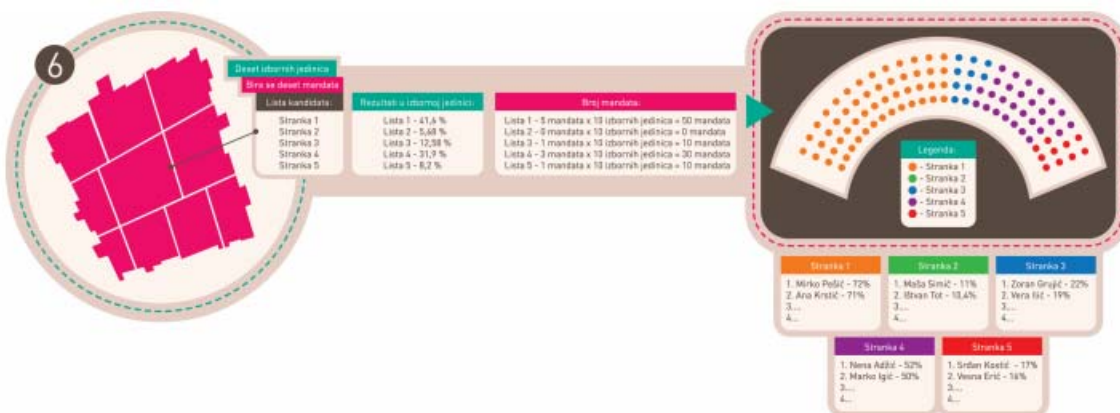 6
Deset izbornih jedinica
Bira se deset mandata
Lista kandidata:
Stranka 1
Stranka 2
Stranka 3
Stranka 4
Stranka 5
Rezultati u izbornoj jedinici:
Lista 1 - 41,6 %
Lista 2 - 5,68 %
Lista 3 - 12,58 %
Lista 4 - 31,9 %
Lista 5 - 8,2 %
Broj mandata:
Lista 1 - 5 mandata x 10 izbornih jedinica = 50 mandata
Lista 2 - 0 mandata x 10 izbornih jedinica = 0 mandata
Lista 3 - 1 mandata x 10 izbornih jedinica = 10 mandata
Lista 4 - 3 mandata x 10 izbornih jedinica = 30 mandata
Lista 5 - 1 mandata x 10 izbornih jedinica = 10 mandata
Legenda:
- Stranka 1
- Stranka 2
- Stranka 3
- Stranka 4
- Stranka 5
Stranka 1
1. Mirko Pešić - 72%
2. Ana Krstić - 71%
3....
4...
Stranka 2
1. Maša Simić - 11%
2. Ištvan Tot - 10,4%
3....
4...
Stranka 3
1. Zoran Grujić - 22%
2. Vera Ilić - 19%
3....
4...
Stranka 4
1. Nena Adžić - 52%
2. Marko Igić - 50%
3....
4...
Stranka 5
1. Srđan Kostić - 17%
2. Vesna Erić - 16%
3....
4...